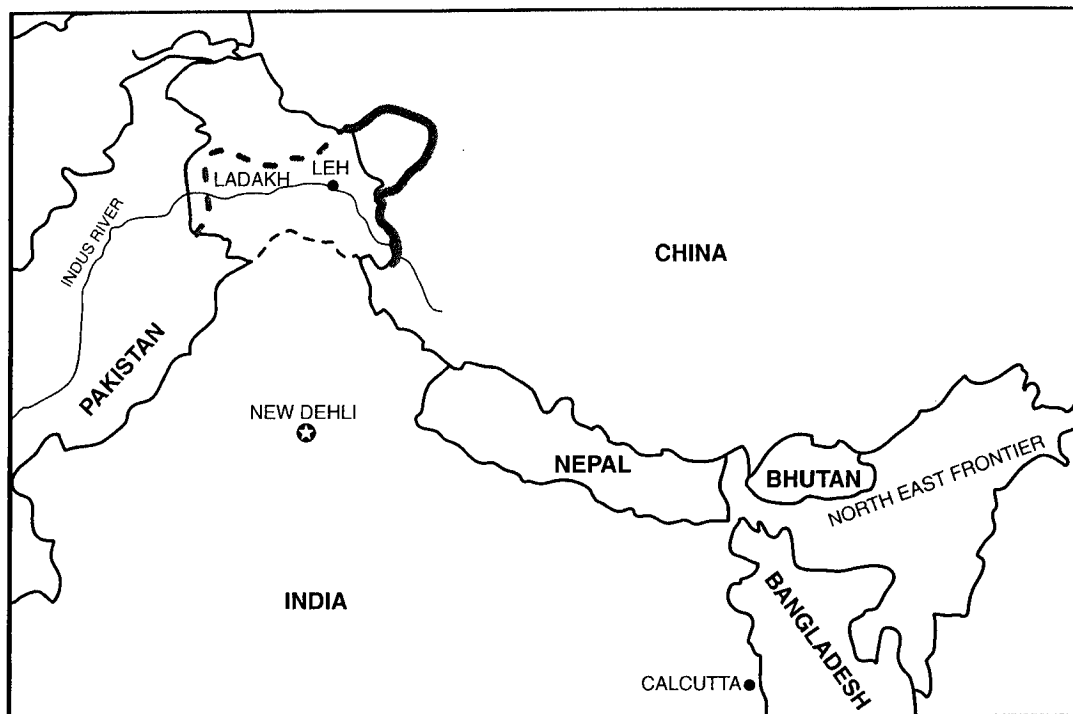 LEH
LADAKH
INDUS RIVER
CHINA
PAKISTAN
NEW DEHLI
NEPAL
BHUTAN
NORTH EAST FRONTIER
INDIA
BANGLADESH
CALCUTTA